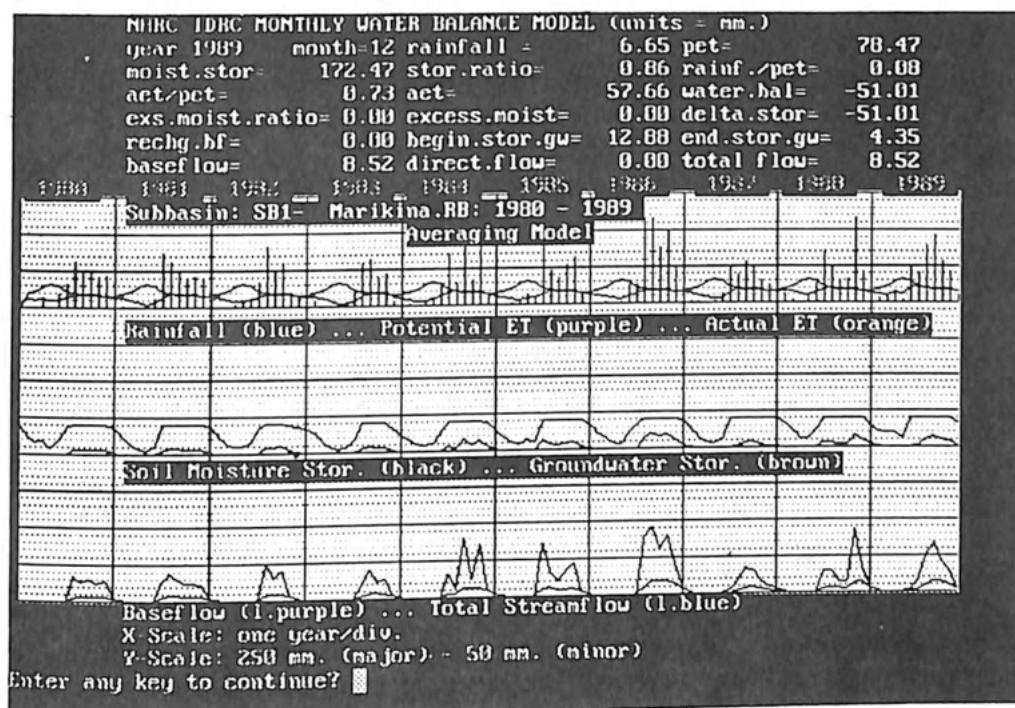 NHRC IDRC MONTHLY WATER BALANCE MODEL (units = mm.)
year 1989 month=12 rainfall = 6.65 pet= 78.47
moist.stor= 172.47 stor.ratio= 0.86 rainf./pet= 0.08
aet/pet= 0.73 aet= 57.66 water.bal= -51.01
exs.moist.ratio= 0.00 excess.moist= 0.00 delta.stor= -51.01
rechg.bf= 0.00 begin.stor.gw= 12.88 end.stor.gw= 4.35
baseflow= 8.52 direct.flow= 0.00 total flow= 8.52
1980 1981 1982 1983 1984 1985 1986 1987 1988 1989
Subbasin: SB1- Marikina.RB: 1980 - 1989
Averaging Model
Rainfall (blue) ... Potential ET (purple) ... Actual ET (orange)
Soil Moisture Stor. (black) ... Groundwater Stor. (brown)
Baseflow (l.purple) ... Total Streamflow (l.blue)
X-Scale: one year/div.
Y-Scale: 250 mm. (major) - 50 mm. (minor)
Enter any key to continue?